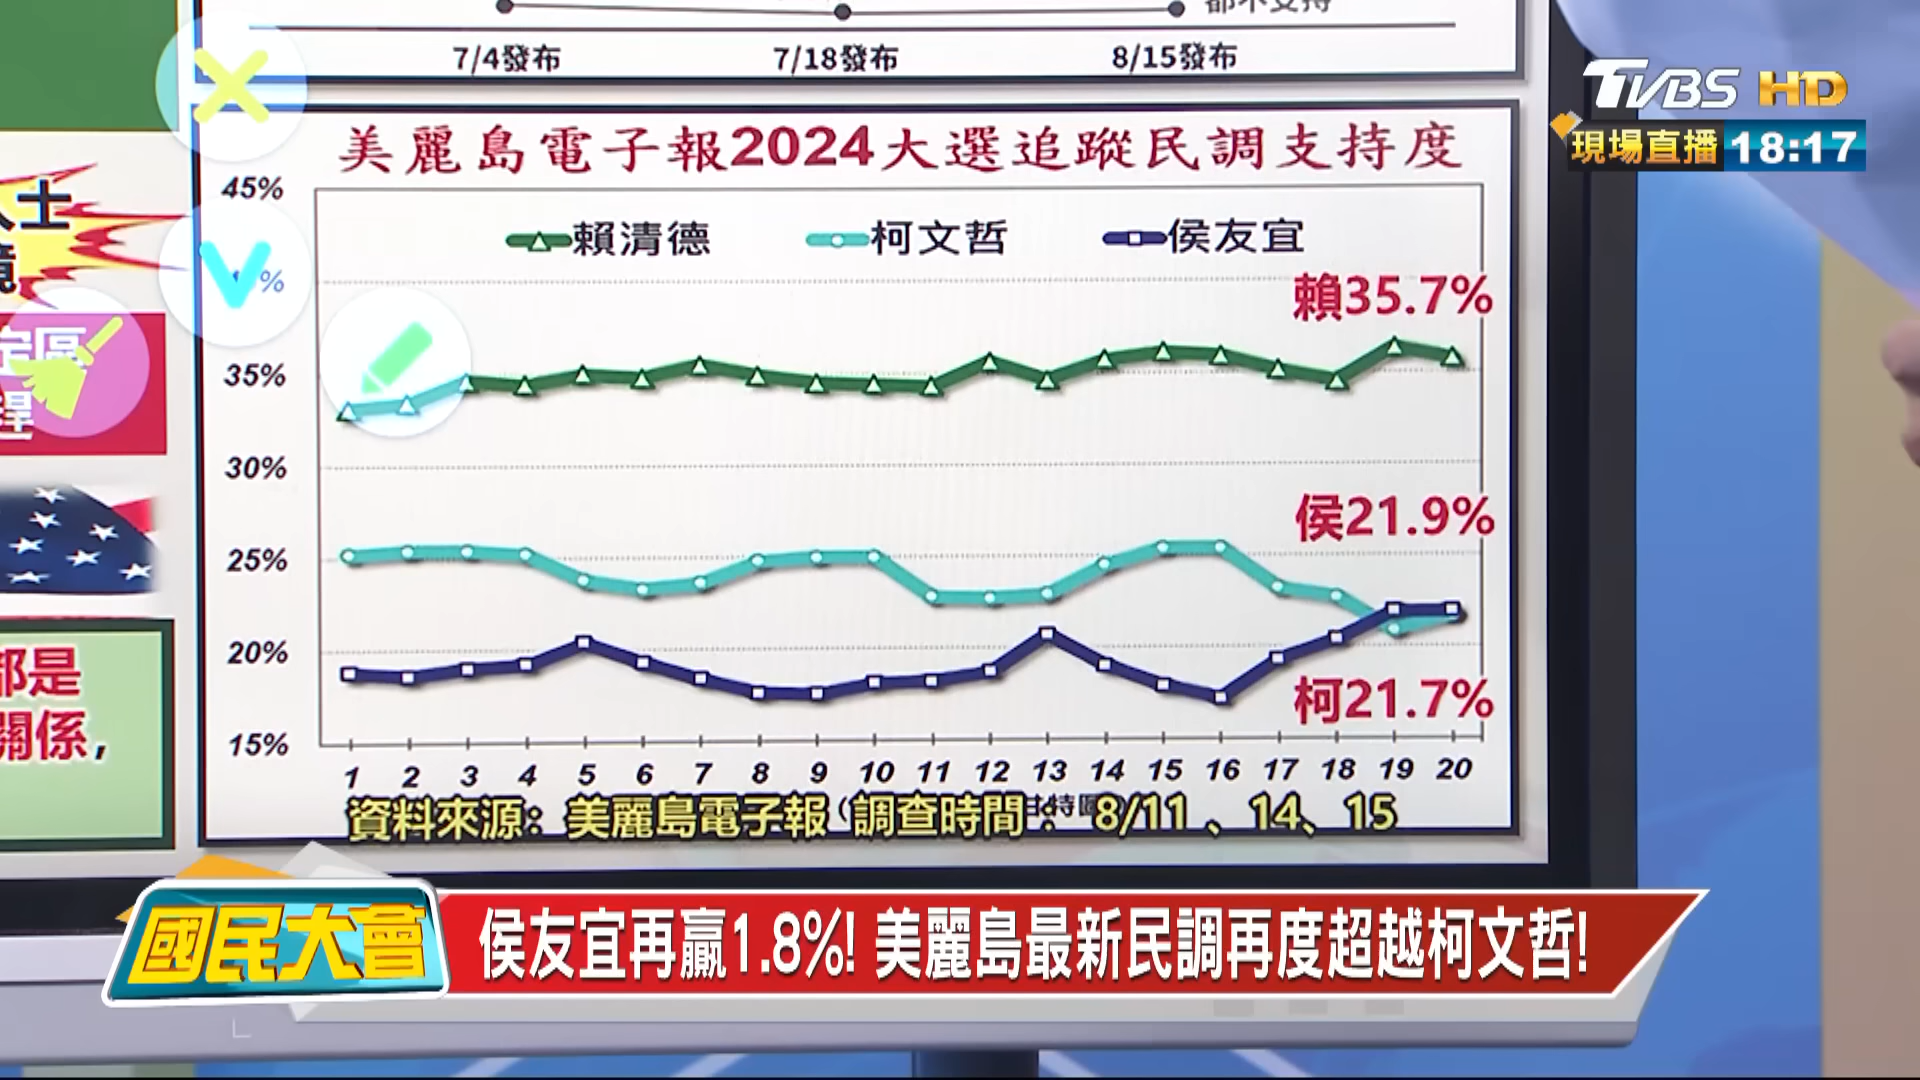 7/4發布 7/18發布 8/15發布
TVBS HD
現場直播 18:17
美麗島電子報2024大選追蹤民調支持度
45%
賴清德 柯文哲 侯友宜
%
賴35.7%
35%
30%
侯21.9%
25%
20%
柯21.7%
15%
1 2 3 4 5 6 7 8 9 10 11 12 13 14 15 16 17 18 19 20
資料來源：美麗島電子報 調查時間： 8/11 、14、15
都是
關係,
國民大會
侯友宜再贏1.8%! 美麗島最新民調再度超越柯文哲!